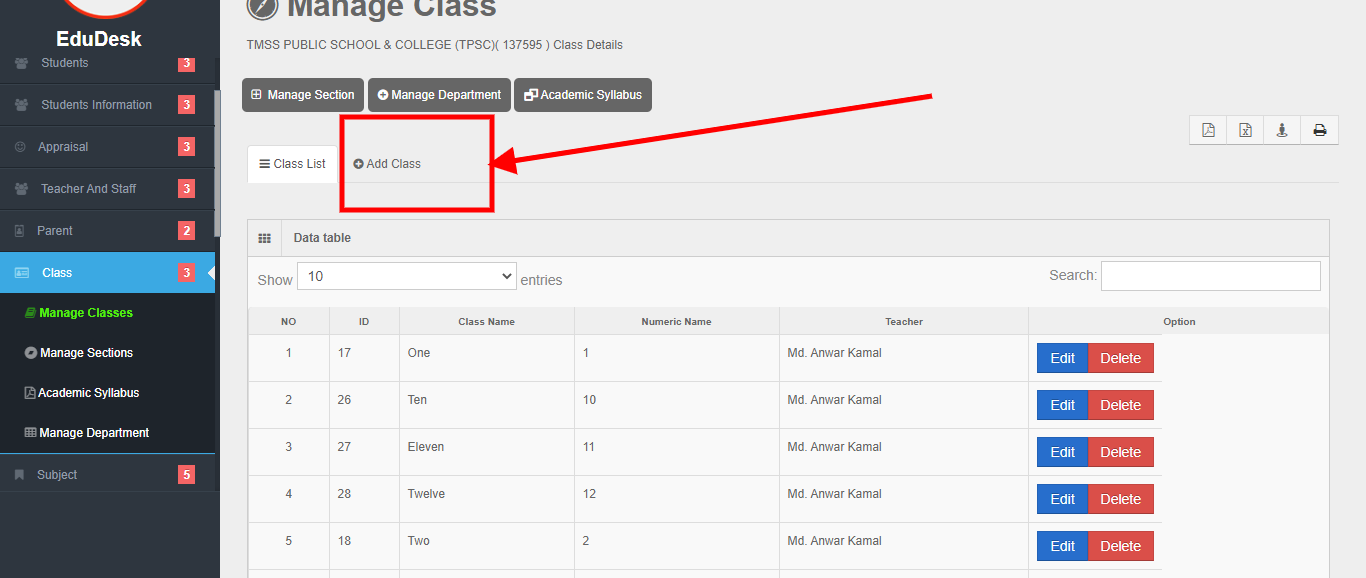 EduDesk
Students 3
Students Information 3
Appraisal 3
Teacher And Staff 3
Parent 2
Class 3
Manage Classes
Manage Sections
Academic Syllabus
Manage Department
Subject 5
Manage Class
TMSS PUBLIC SCHOOL & COLLEGE (TPSC)( 137595 ) Class Details
Manage Section Manage Department Academic Syllabus
Class List Add Class
Data table
Show 10 entries Search:
NO ID Class Name Numeric Name Teacher Option
1 17 One 1 Md. Anwar Kamal Edit Delete
2 26 Ten 10 Md. Anwar Kamal Edit Delete
3 27 Eleven 11 Md. Anwar Kamal Edit Delete
4 28 Twelve 12 Md. Anwar Kamal Edit Delete
5 18 Two 2 Md. Anwar Kamal Edit Delete